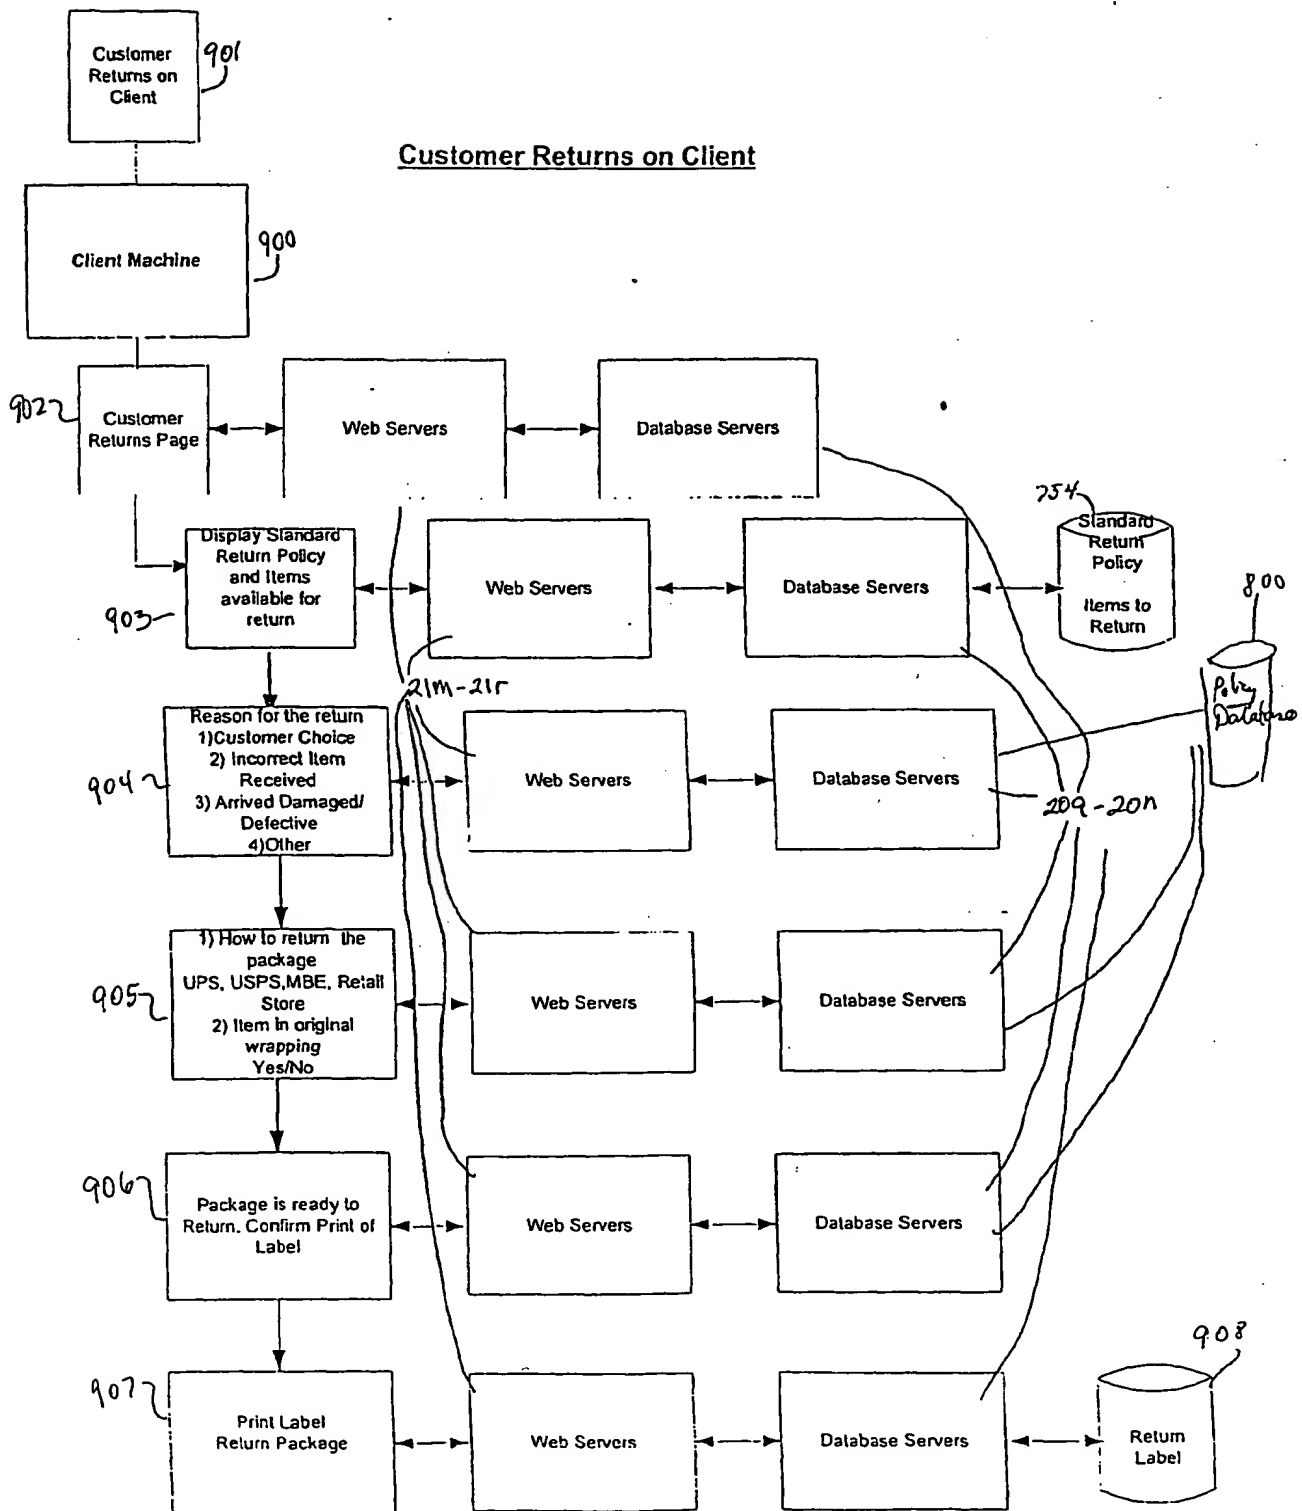 Customer
Returns on
Client
901
Customer Returns on Client
Client Machine
900
902
Customer
Returns Page
Web Servers
Database Servers
903
Display Standard
Return Policy
and Items
available for
return
Web Servers
Database Servers
254
Standard
Return
Policy
Items to
Return
800
Policy
Database
21m-21r
904
Reason for the return
1)Customer Choice
2) Incorrect Item
Received
3) Arrived Damaged/
Defective
4)Other
Web Servers
Database Servers
20q-20n
905
1) How to return the
package
UPS, USPS,MBE, Retail
Store
2) Item in original
wrapping
Yes/No
Web Servers
Database Servers
906
Package is ready to
Return. Confirm Print of
Label
Web Servers
Database Servers
907
Print Label
Return Package
Web Servers
Database Servers
908
Return
Label